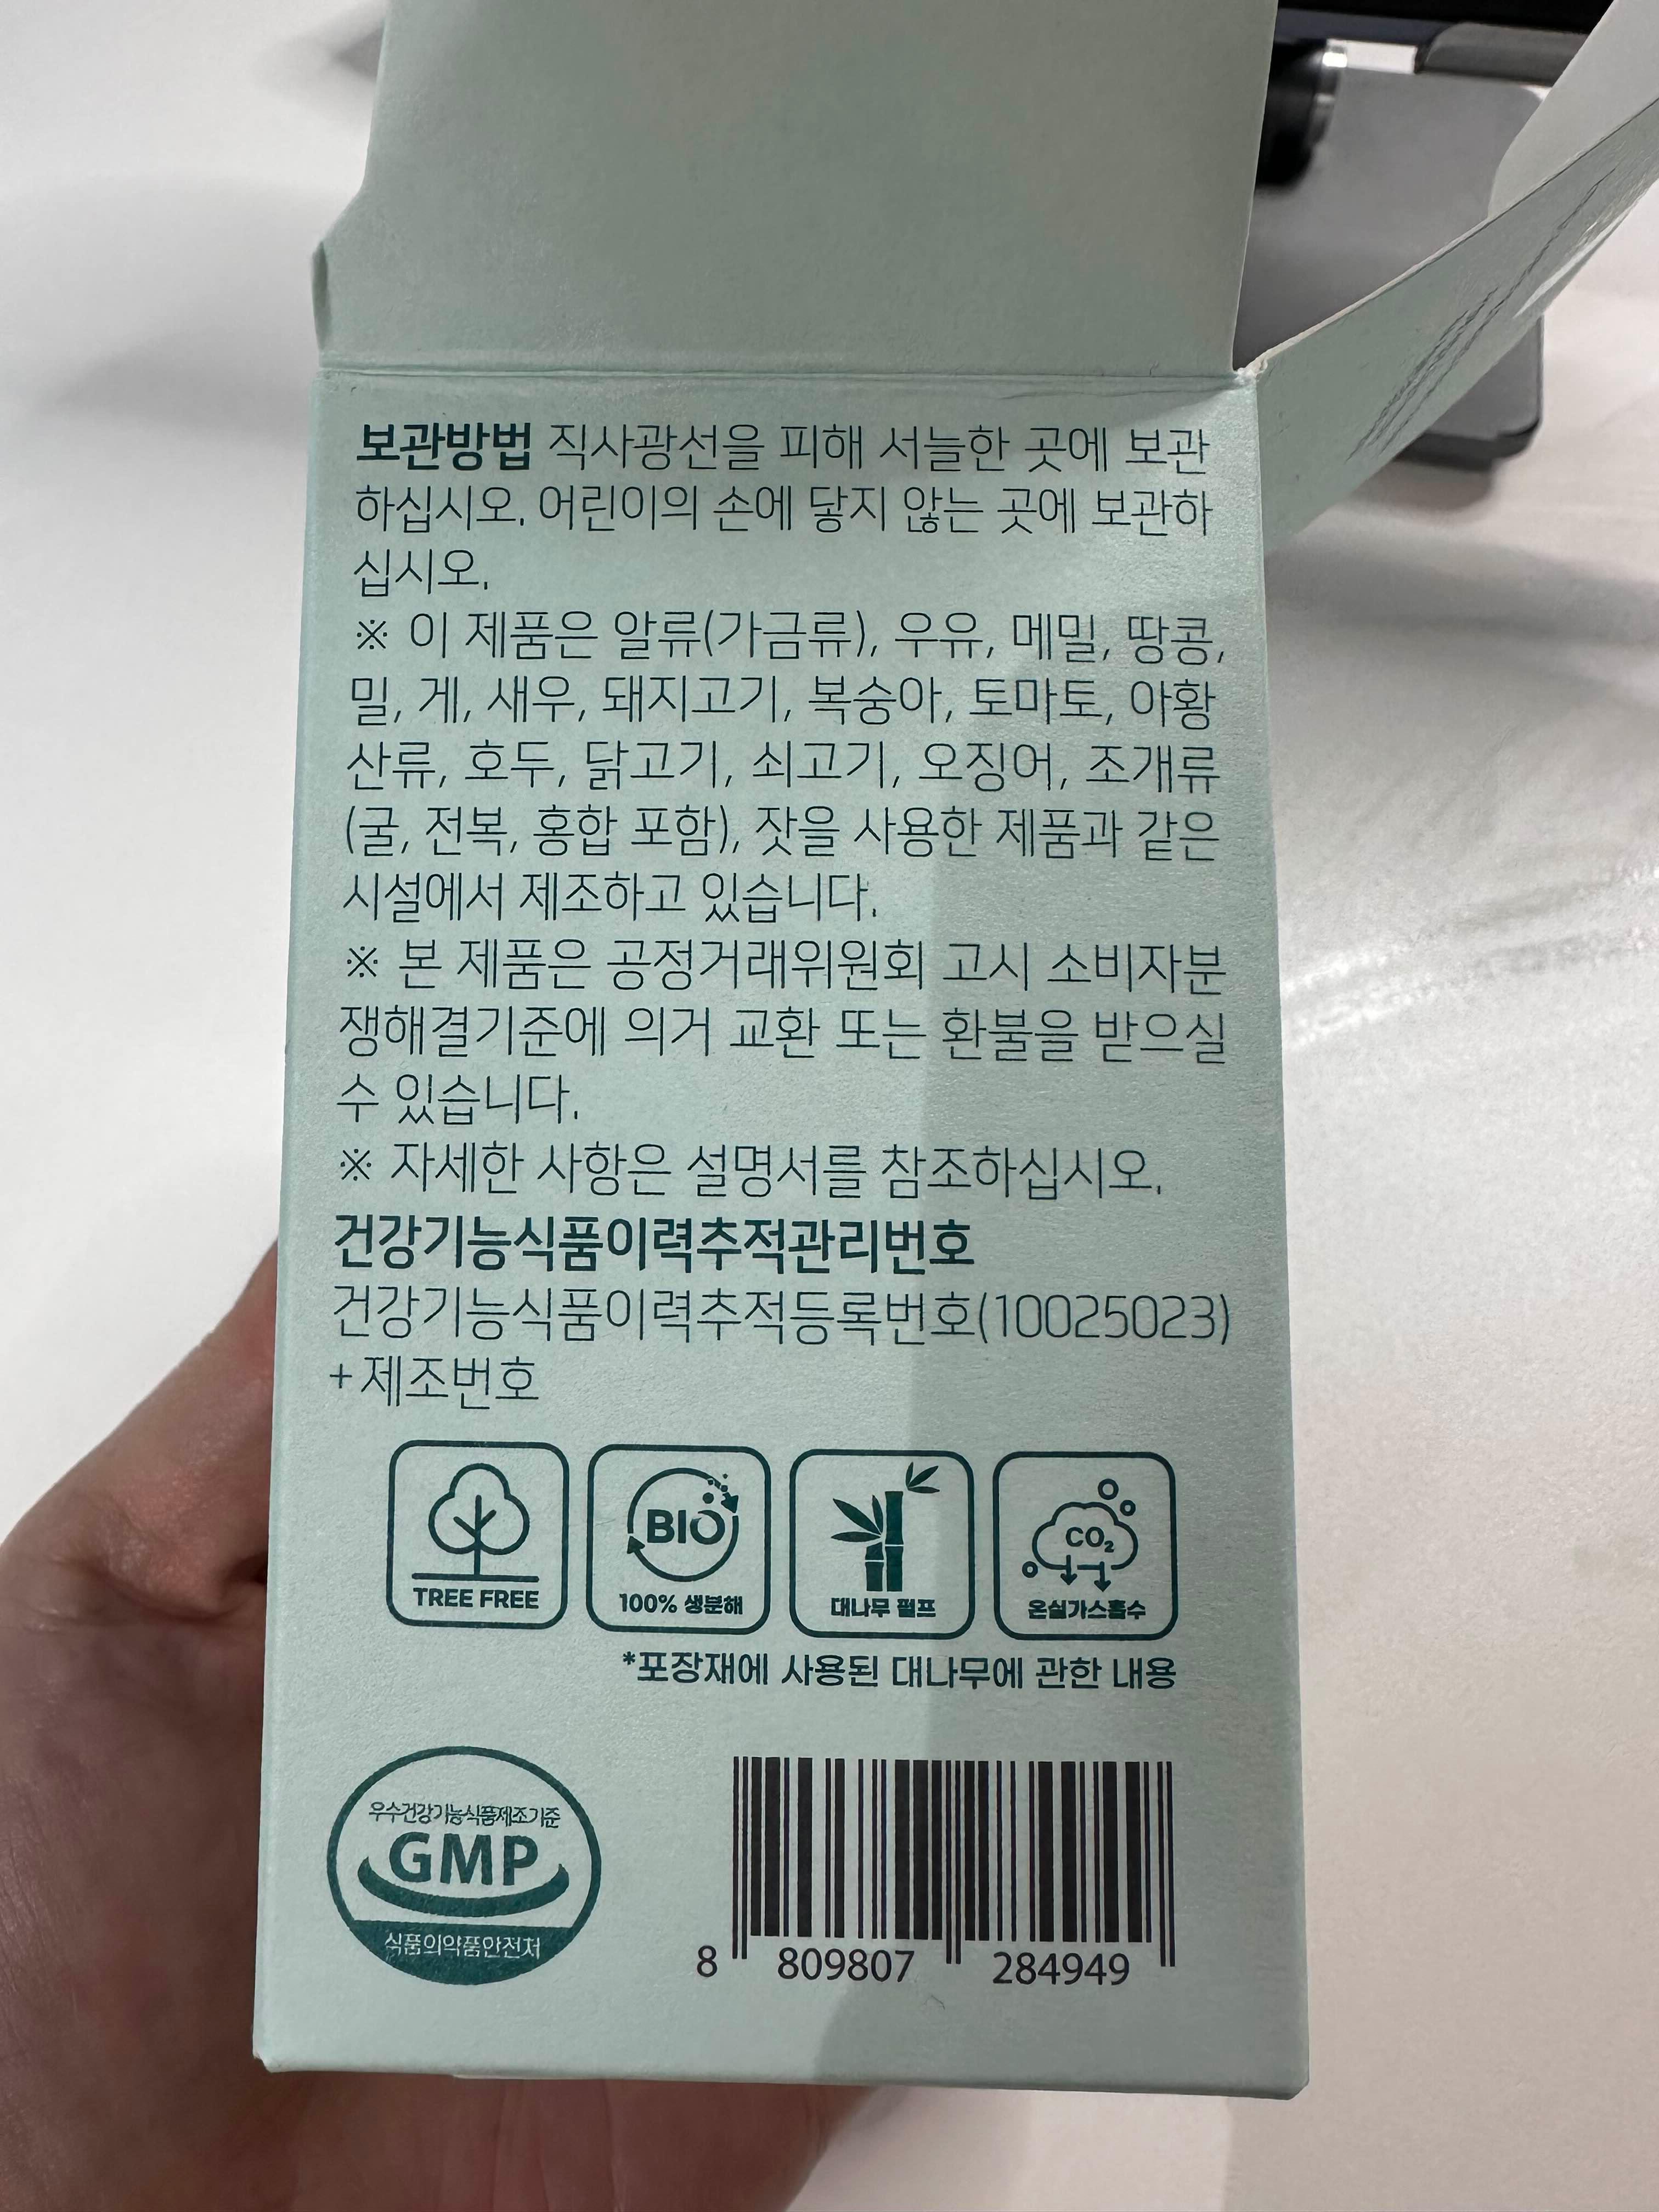 보관방법 직사광선을 피해 서늘한 곳에 보관
하십시오. 어린이의 손에 닿지 않는 곳에 보관하
십시오.
※ 이 제품은 알류(가금류), 우유, 메밀, 땅콩,
밀, 게, 새우, 돼지고기, 복숭아, 토마토, 아황
산류, 호두, 닭고기, 쇠고기, 오징어, 조개류
(굴, 전복, 홍합 포함), 잣을 사용한 제품과 같은
시설에서 제조하고 있습니다.
※ 본 제품은 공정거래위원회 고시 소비자분
쟁해결기준에 의거 교환 또는 환불을 받으실
수 있습니다.
※ 자세한 사항은 설명서를 참조하십시오.
건강기능식품이력추적관리번호
건강기능식품이력추적등록번호(10025023)
+제조번호
TREE FREE
BIO
100% 생분해
대나무 펄프
CO₂
온실가스흡수
*포장재에 사용된 대나무에 관한 내용
우수건강기능식품제조기준
GMP
식품의약품안전처
8 809807 284949